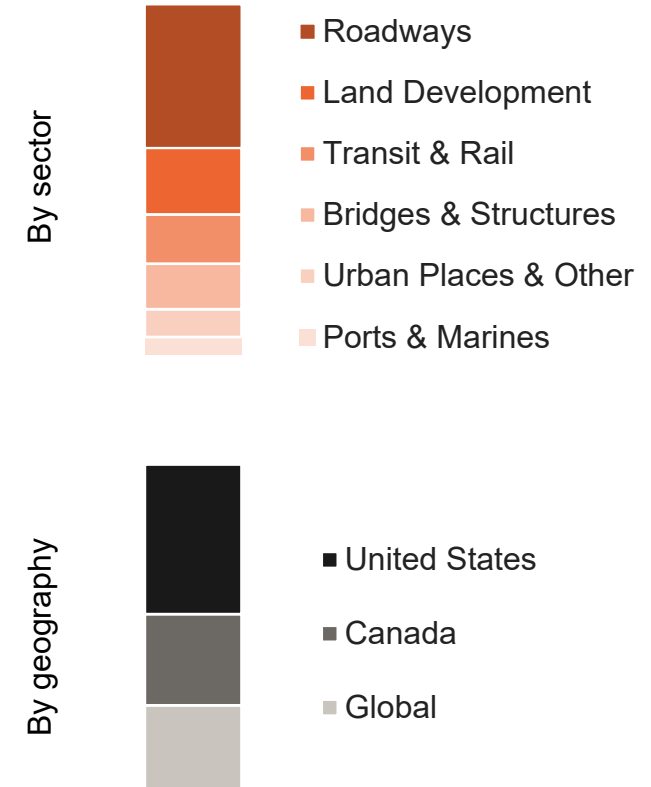 By sector
Roadways
Land Development
Transit & Rail
Bridges & Structures
Urban Places & Other
Ports & Marines
By geography
United States
Canada
Global